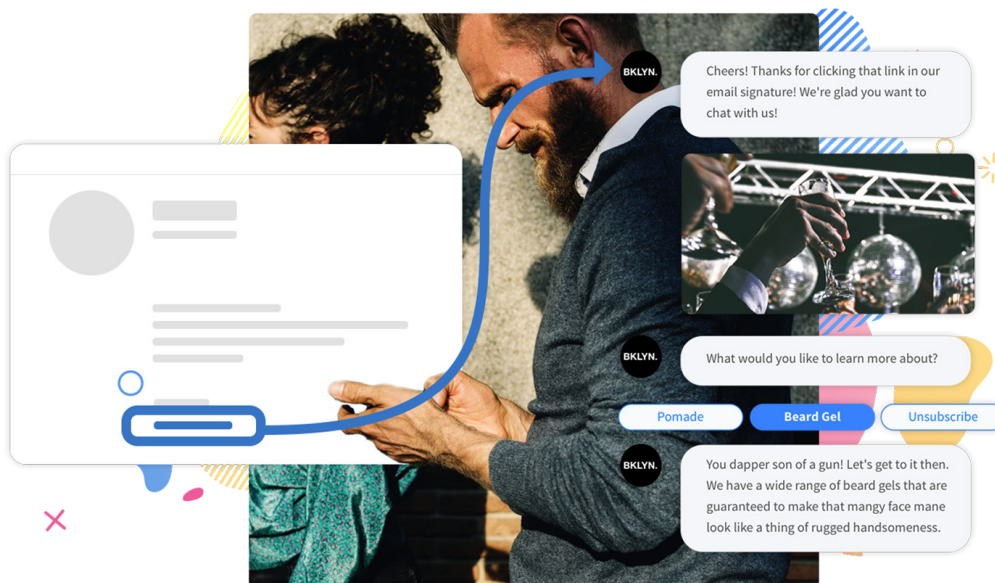 BKLYN.
Cheers! Thanks for clicking that link in our
email signature! We're glad you want to
chat with us!
BKLYN.
What would you like to learn more about?
Pomade
Beard Gel
Unsubscribe
BKLYN.
You dapper son of a gun! Let's get to it then.
We have a wide range of beard gels that are
guaranteed to make that mangy face mane
look like a thing of rugged handsomeness.